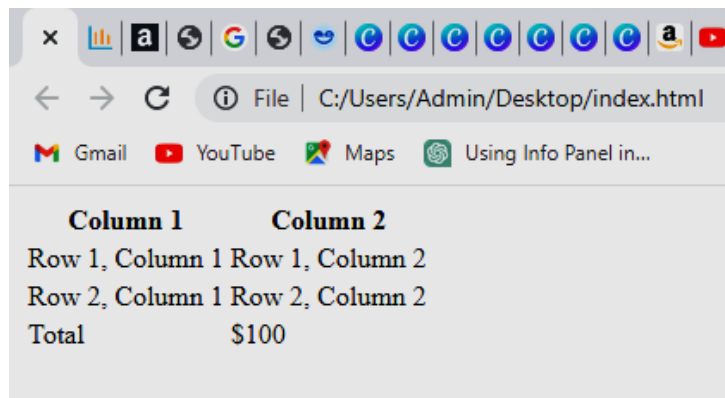 File C:/Users/Admin/Desktop/index.html
Gmail YouTube Maps Using Info Panel in...
Column 1 Column 2
Row 1, Column 1 Row 1, Column 2
Row 2, Column 1 Row 2, Column 2
Total $100